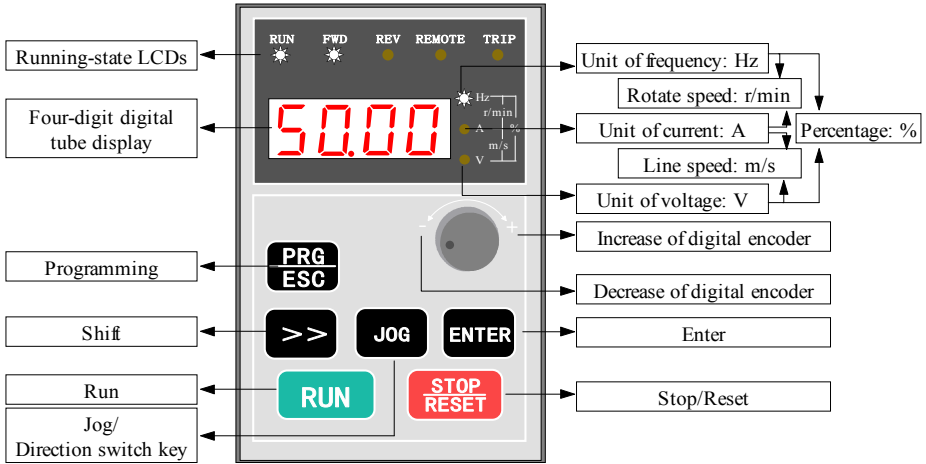 RUN FWD REV REMOTE TRIP
Running-state LCDs
Unit of frequency: Hz
Hz
Rotate speed: r/min
r/min
50.00
Four-digit digital
tube display
A
%
Unit of current: A
Percentage: %
m/s
Line speed: m/s
V
Unit of voltage: V
- +
Increase of digital encoder
PRG
ESC
Programming
Decrease of digital encoder
Shift
>>
JOG
ENTER
Enter
Run
RUN
STOP
RESET
Stop/Reset
Jog/
Direction switch key